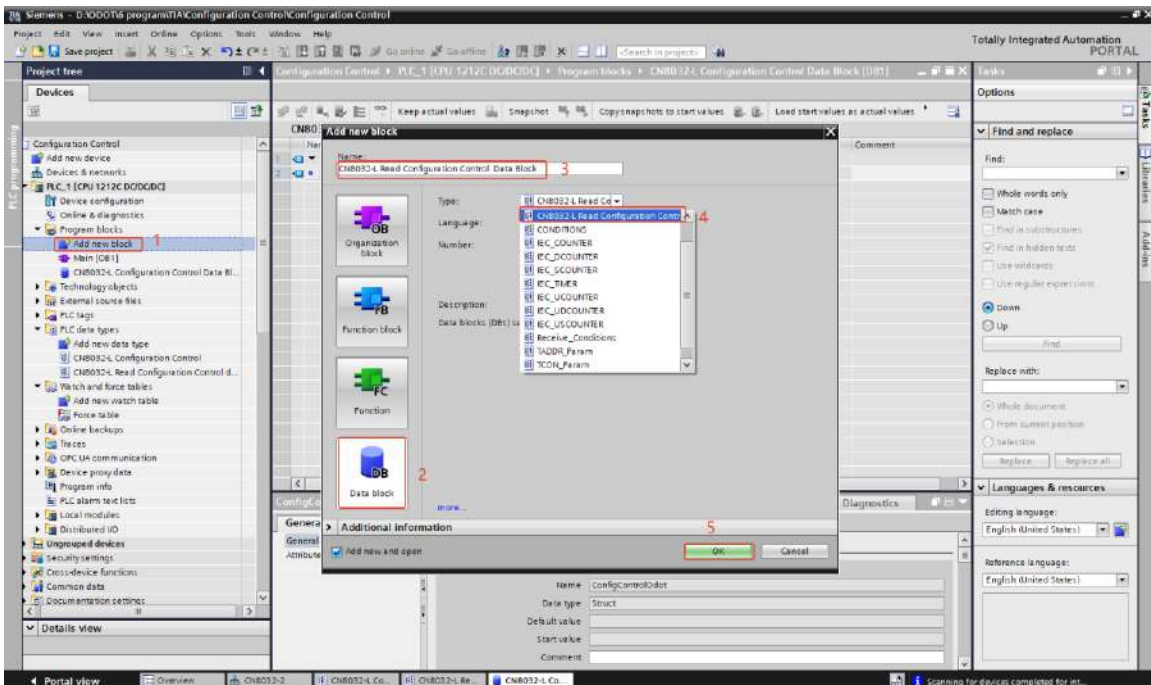 Siemens - D:\ODOT\6 program\TIA\Configuration Control\Configuration Control
Project Edit View Insert Online Options Tools Window Help
Save project Go online Go offline <Search in project>
Totally Integrated Automation
PORTAL
Project tree
Configuration Control ▸ PLC_1 [CPU 1212C DC/DC/DC] ▸ Program blocks ▸ CN8032-L Configuration Control Data Block [DB1]
Tasks
Devices
Options
Keep actual values Snapshot Copy snapshots to start values Load start values as actual values
Configuration Control
Add new device
Devices & networks
PLC_1 [CPU 1212C DC/DC/DC]
Device configuration
Online & diagnostics
Program blocks
Add new block 1
Main [OB1]
CN8032-L Configuration Control Data Bl...
Technology objects
External source files
PLC tags
PLC data types
Add new data type
CN8032-L Configuration Control
CN8032-L Read Configuration Control d...
Watch and force tables
Add new watch table
Force table
Online backups
Traces
OPC UA communication
Device proxy data
Program info
PLC alarm text lists
Local modules
Distributed I/O
Ungrouped devices
Security settings
Cross-device functions
Common data
Documentation settings
Details view
CN803
Comment
Add new block
Name:
CN8032-L Read Configuration Control Data Block 3
OB
Organization
block
FB
Function block
FC
Function
DB
Data block
2
Type: CN8032-L Read Co
Language:
Number:
Description:
Data blocks (DBs) sa
CN8032-L Read Configuration Contr 4
CONDITIONS
IEC_COUNTER
IEC_DCOUNTER
IEC_SCOUNTER
IEC_TIMER
IEC_UCOUNTER
IEC_UDCOUNTER
IEC_USCOUNTER
Receive_Conditions
TADDR_Param
TCON_Param
more...
Additional information
5
Add new and open
OK Cancel
ConfigCo
Diagnostics
Genera
General
Attribute
Name ConfigControlOdot
Data type Struct
Default value
Start value
Comment
Find and replace
Find:
Whole words only
Match case
Find in substructures
Find in hidden texts
Use wildcards
Use regular expressions
Down
Up
Find
Replace with:
Whole document
From current position
Selection
Replace Replace all
Languages & resources
Editing language:
English (United States)
Reference language:
English (United States)
PLC programming
Tasks
Libraries
Add-ins
Portal view Overview CN8032-2 CN8032-L Co... CN8032-L Re... CN8032-L Co...
Scanning for devices completed for int...